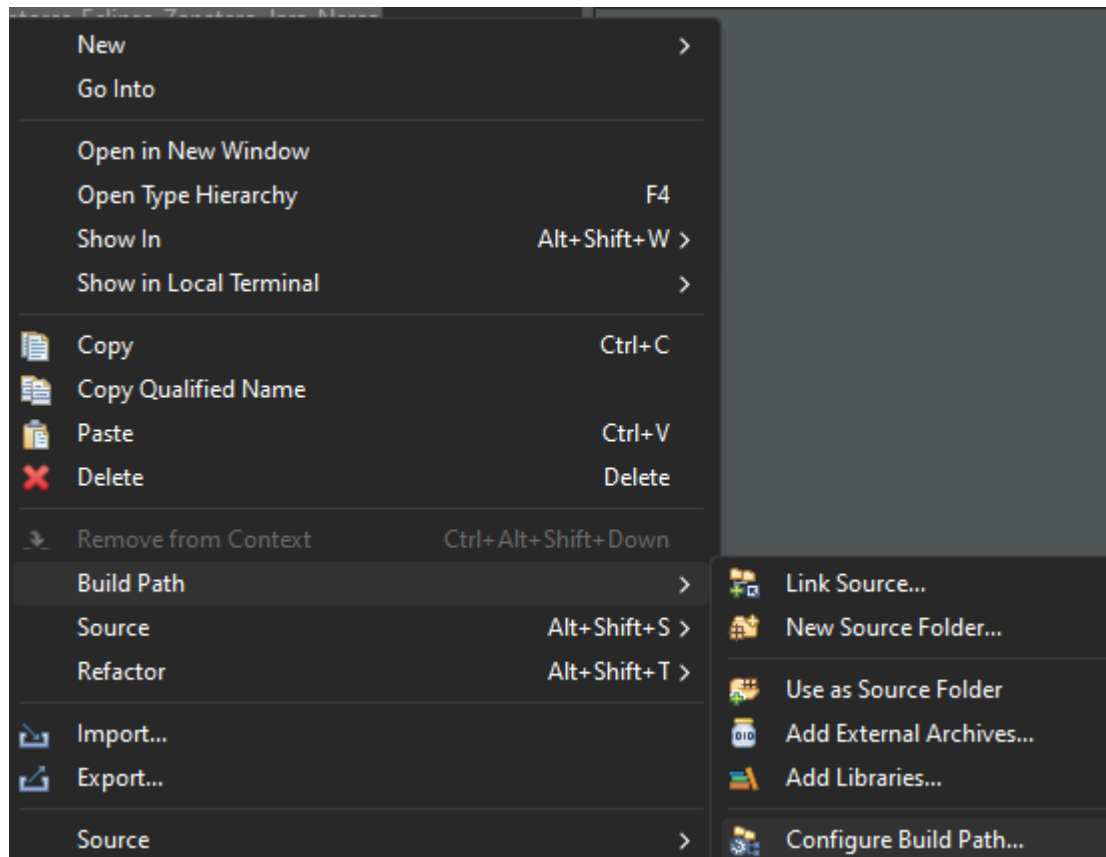 New
Go Into
Open in New Window
Open Type Hierarchy F4
Show In Alt+Shift+W >
Show in Local Terminal >
Copy Ctrl+C
Copy Qualified Name
Paste Ctrl+V
Delete Delete
Remove from Context Ctrl+Alt+Shift+Down
Build Path >
Source Alt+Shift+S >
Refactor Alt+Shift+T >
Import...
Export...
Source >
Link Source...
New Source Folder...
Use as Source Folder
Add External Archives...
Add Libraries...
Configure Build Path...